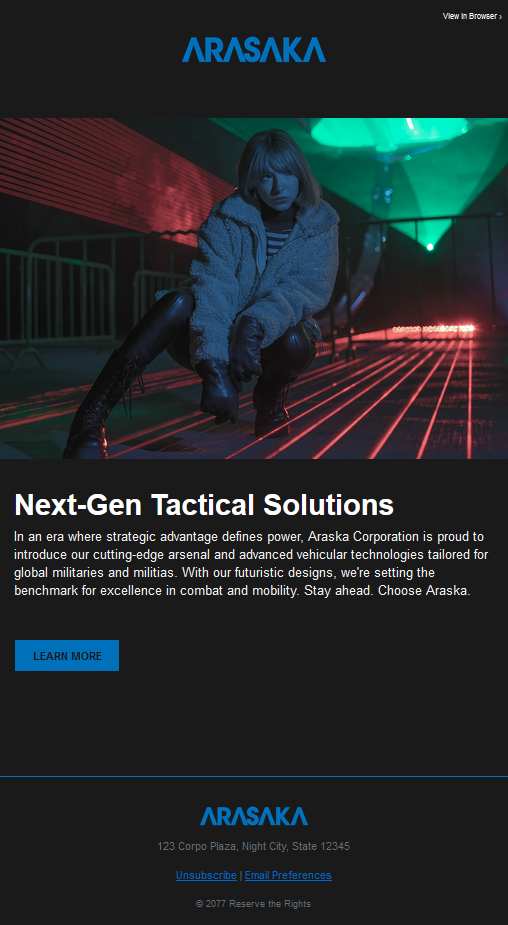 View in Browser ›
ARASAKA
Next-Gen Tactical Solutions
In an era where strategic advantage defines power, Araska Corporation is proud to
introduce our cutting-edge arsenal and advanced vehicular technologies tailored for
global militaries and militias. With our futuristic designs, we're setting the
benchmark for excellence in combat and mobility. Stay ahead. Choose Araska.
LEARN MORE
ARASAKA
123 Corpo Plaza, Night City, State 12345
Unsubscribe | Email Preferences
© 2077 Reserve the Rights